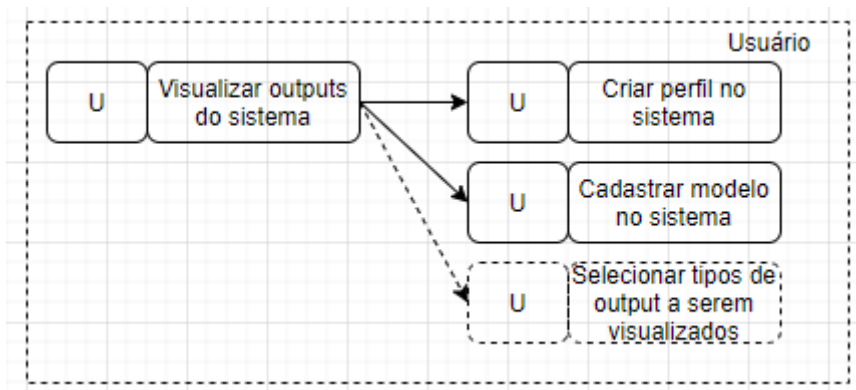 Usuário
U
Visualizar outputs
do sistema
U
Criar perfil no
sistema
U
Cadastrar modelo
no sistema
U
Selecionar tipos de
output a serem
visualizados